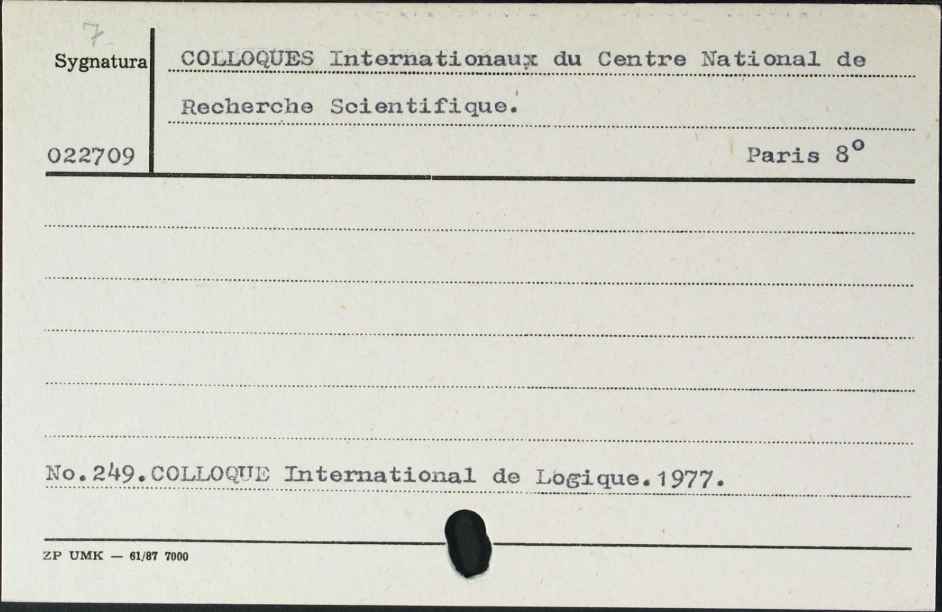 7
Sygnatura
COLLOQUES Internationaux du Centre National de
Recherche Scientifique.
022709
Paris 8º
No.249.COLLOQUE International de Logique.1977.
ZP UMK — 61/87 7000